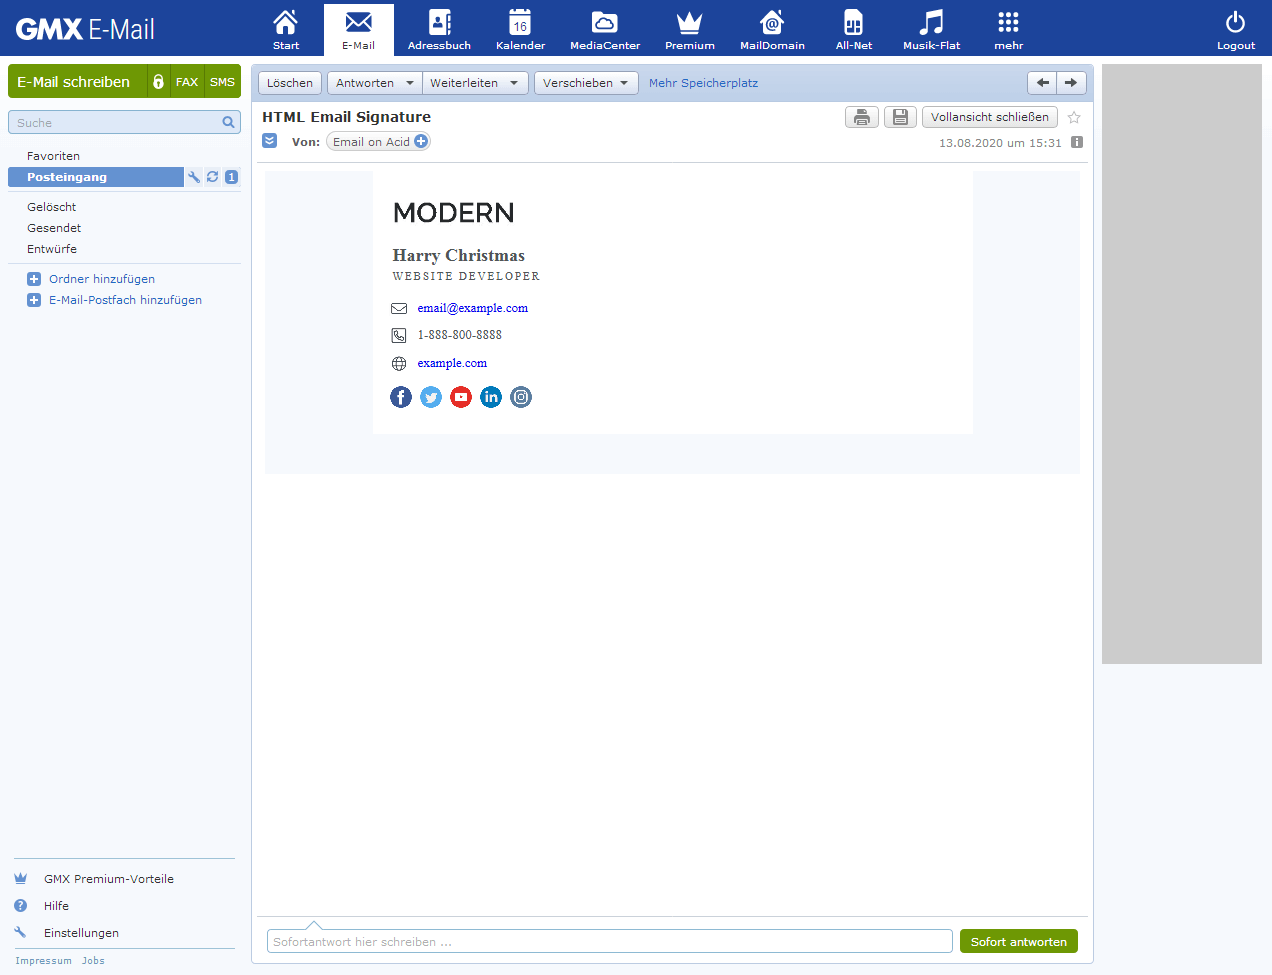 GMX E-Mail
Start
E-Mail
Adressbuch
16
Kalender
MediaCenter
Premium
MailDomain
All-Net
Musik-Flat
mehr
Logout
E-Mail schreiben FAX SMS
Suche
Favoriten
Posteingang 1
Gelöscht
Gesendet
Entwürfe
Ordner hinzufügen
E-Mail-Postfach hinzufügen
GMX Premium-Vorteile
Hilfe
Einstellungen
Impressum Jobs
Löschen Antworten Weiterleiten Verschieben Mehr Speicherplatz
HTML Email Signature
Vollansicht schließen
Von: Email on Acid
13.08.2020 um 15:31
MODERN
Harry Christmas
WEBSITE DEVELOPER
email@example.com
1-888-800-8888
example.com
Sofortantwort hier schreiben ...
Sofort antworten